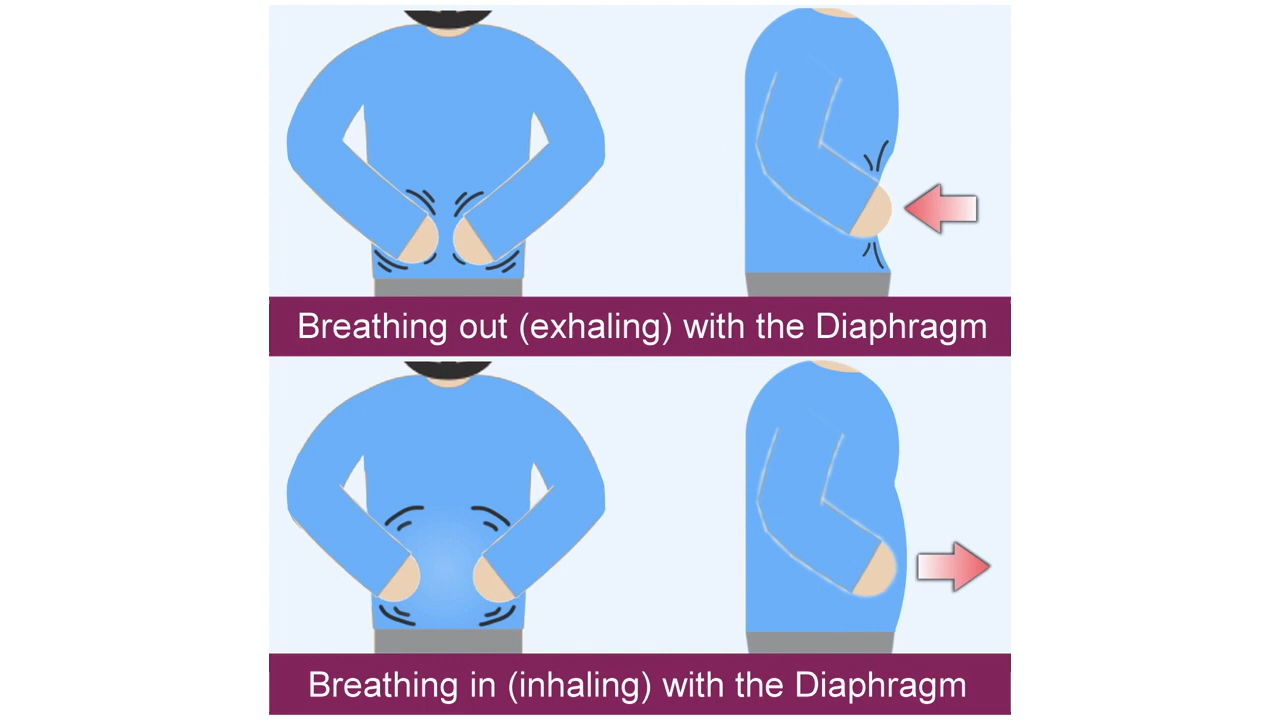 Breathing out (exhaling) with the Diaphragm
Breathing in (inhaling) with the Diaphragm